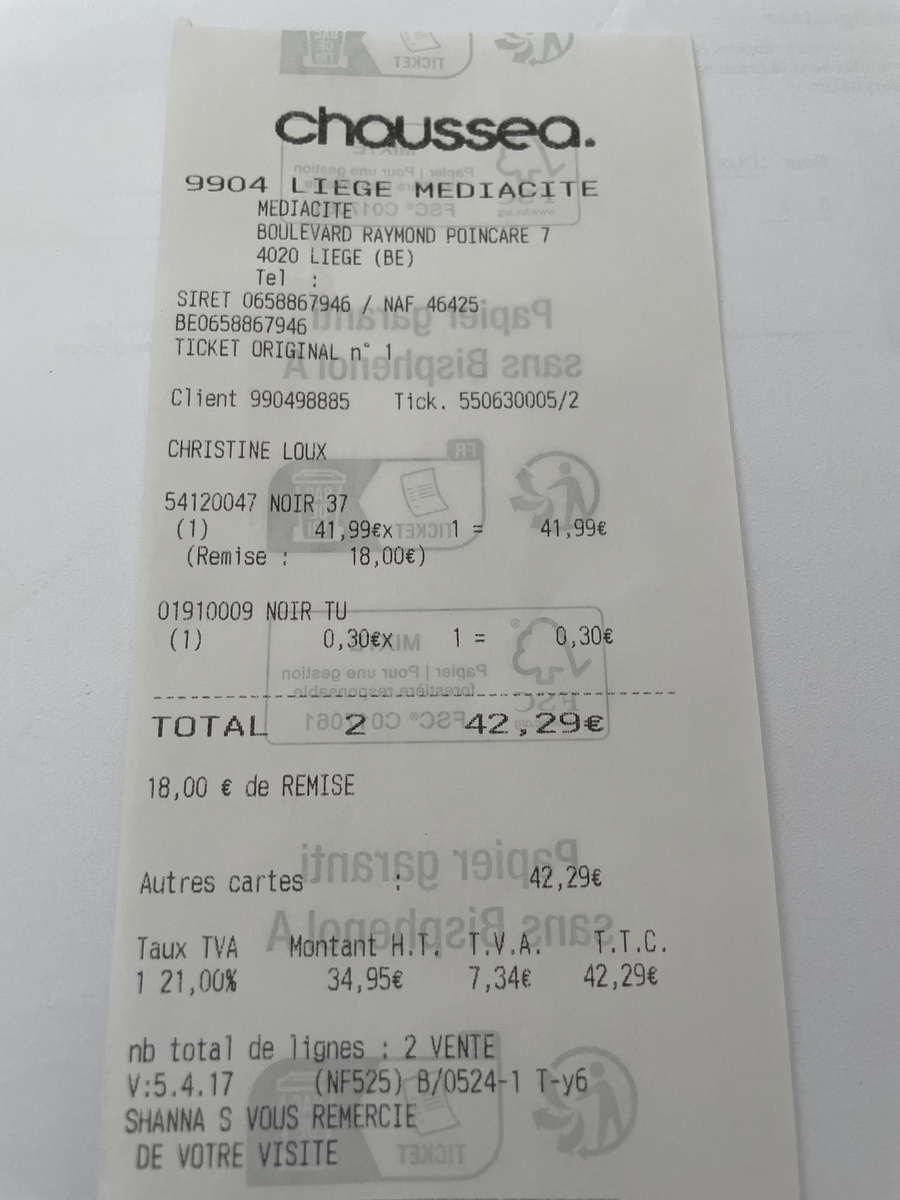 chaussea.
9904 LIEGE MEDIACITE
MEDIACITE
BOULEVARD RAYMOND POINCARE 7
4020 LIEGE (BE)
Tel :
SIRET 0658867946 / NAF 46425
BE0658867946
TICKET ORIGINAL n° 1
Client 990498885 Tick. 550630005/2
CHRISTINE LOUX
54120047 NOIR 37
(1) 41,99€x 1 = 41,99€
(Remise : 18,00€)
01910009 NOIR TU
(1) 0,30€x 1 = 0,30€
TOTAL 2 42,29€
18,00 € de REMISE
Autres cartes : 42,29€
Taux TVA Montant H.T. T.V.A. T.T.C.
1 21,00% 34,95€ 7,34€ 42,29€
nb total de lignes : 2 VENTE
V:5.4.17 (NF525) B/0524-1 T-y6
SHANNA S VOUS REMERCIE
DE VOTRE VISITE